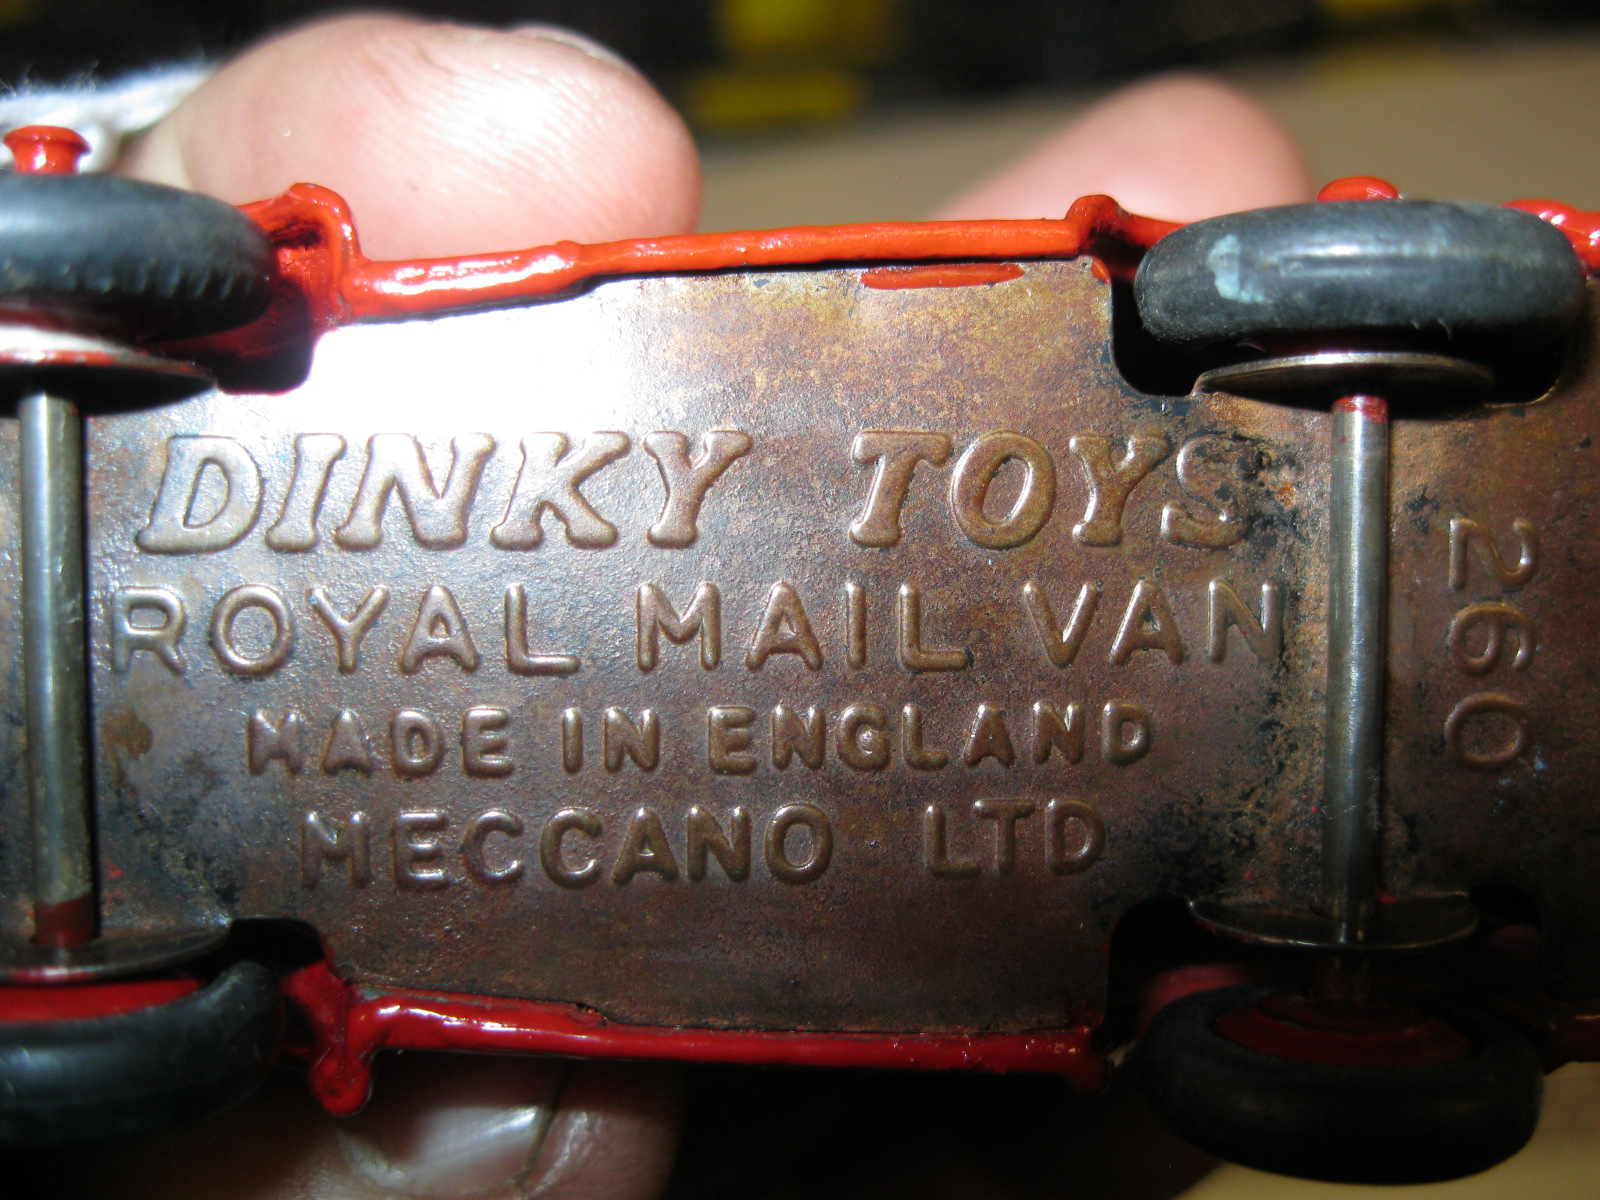 DINKY TOYS
ROYAL MAIL VAN
MADE IN ENGLAND
MECCANO LTD
260